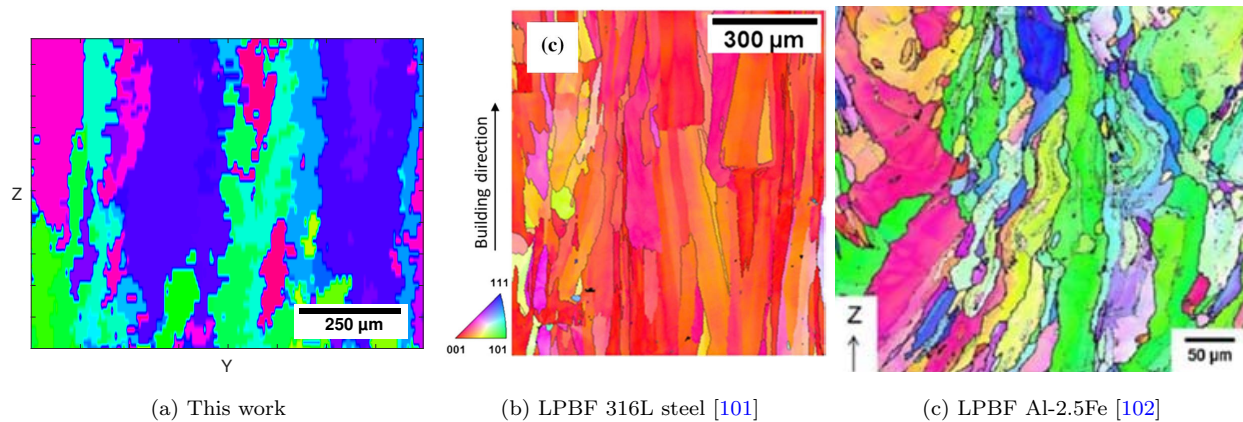 Z
250 μm
Y
(a) This work
(c)
300 μm
Building direction
111
001
101
(b) LPBF 316L steel [101]
Z
50 μm
(c) LPBF Al-2.5Fe [102]